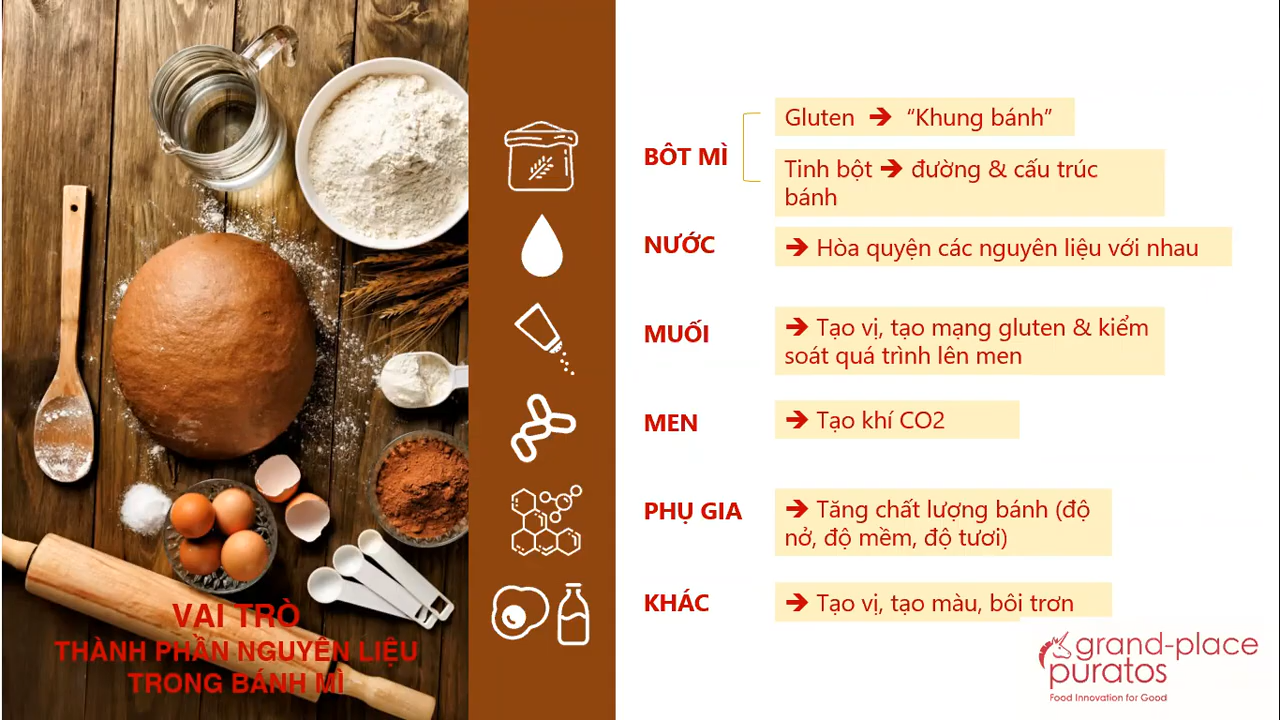 BÔT MÌ
Gluten ➔ “Khung bánh”
Tinh bột ➔ đường & cấu trúc
bánh
NƯỚC
➔ Hòa quyện các nguyên liệu với nhau
MUỐI
➔ Tạo vị, tạo mạng gluten & kiểm
soát quá trình lên men
MEN
➔ Tạo khí CO2
PHỤ GIA
➔ Tăng chất lượng bánh (độ
nở, độ mềm, độ tươi)
KHÁC
➔ Tạo vị, tạo màu, bôi trơn
VAI TRÒ
THÀNH PHẦN NGUYÊN LIỆU
TRONG BÁNH MÌ
grand-place
puratos
Food Innovation for Good